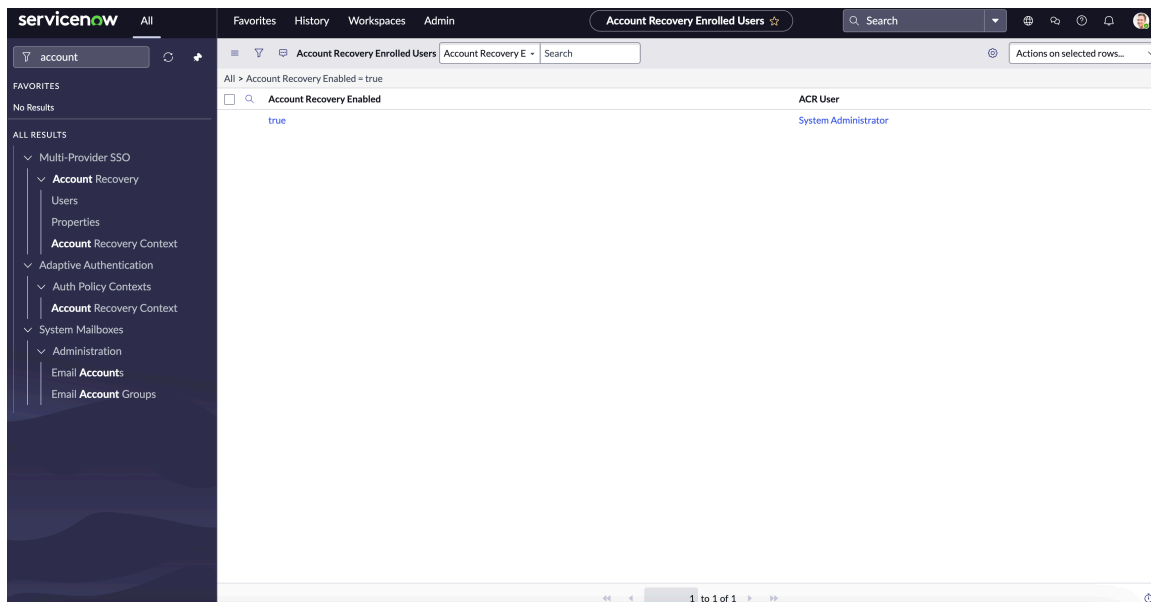 servicenow All Favorites History Workspaces Admin Account Recovery Enrolled Users Search
account
Account Recovery Enrolled Users Account Recovery E Search Actions on selected rows...
All > Account Recovery Enabled = true
FAVORITES
No Results
ALL RESULTS
Multi-Provider SSO
Account Recovery
Users
Properties
Account Recovery Context
Adaptive Authentication
Auth Policy Contexts
Account Recovery Context
System Mailboxes
Administration
Email Accounts
Email Account Groups
Account Recovery Enabled ACR User
true System Administrator
1 to 1 of 1